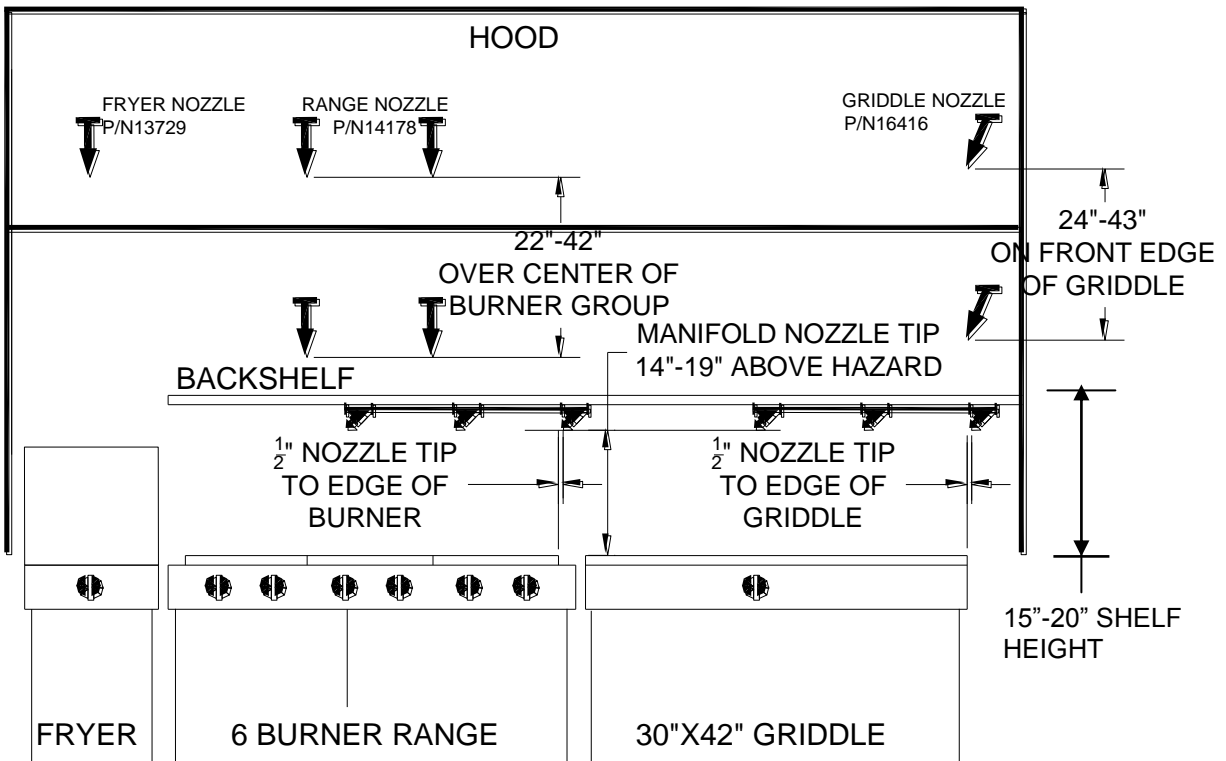 HOOD
FRYER NOZZLE
P/N13729
RANGE NOZZLE
P/N14178
GRIDDLE NOZZLE
P/N16416
22"-42"
OVER CENTER OF
BURNER GROUP
24"-43"
ON FRONT EDGE
OF GRIDDLE
MANIFOLD NOZZLE TIP
14"-19" ABOVE HAZARD
BACKSHELF
1/2" NOZZLE TIP
TO EDGE OF
BURNER
1/2" NOZZLE TIP
TO EDGE OF
GRIDDLE
15”-20” SHELF
HEIGHT
FRYER
6 BURNER RANGE
30"X42" GRIDDLE